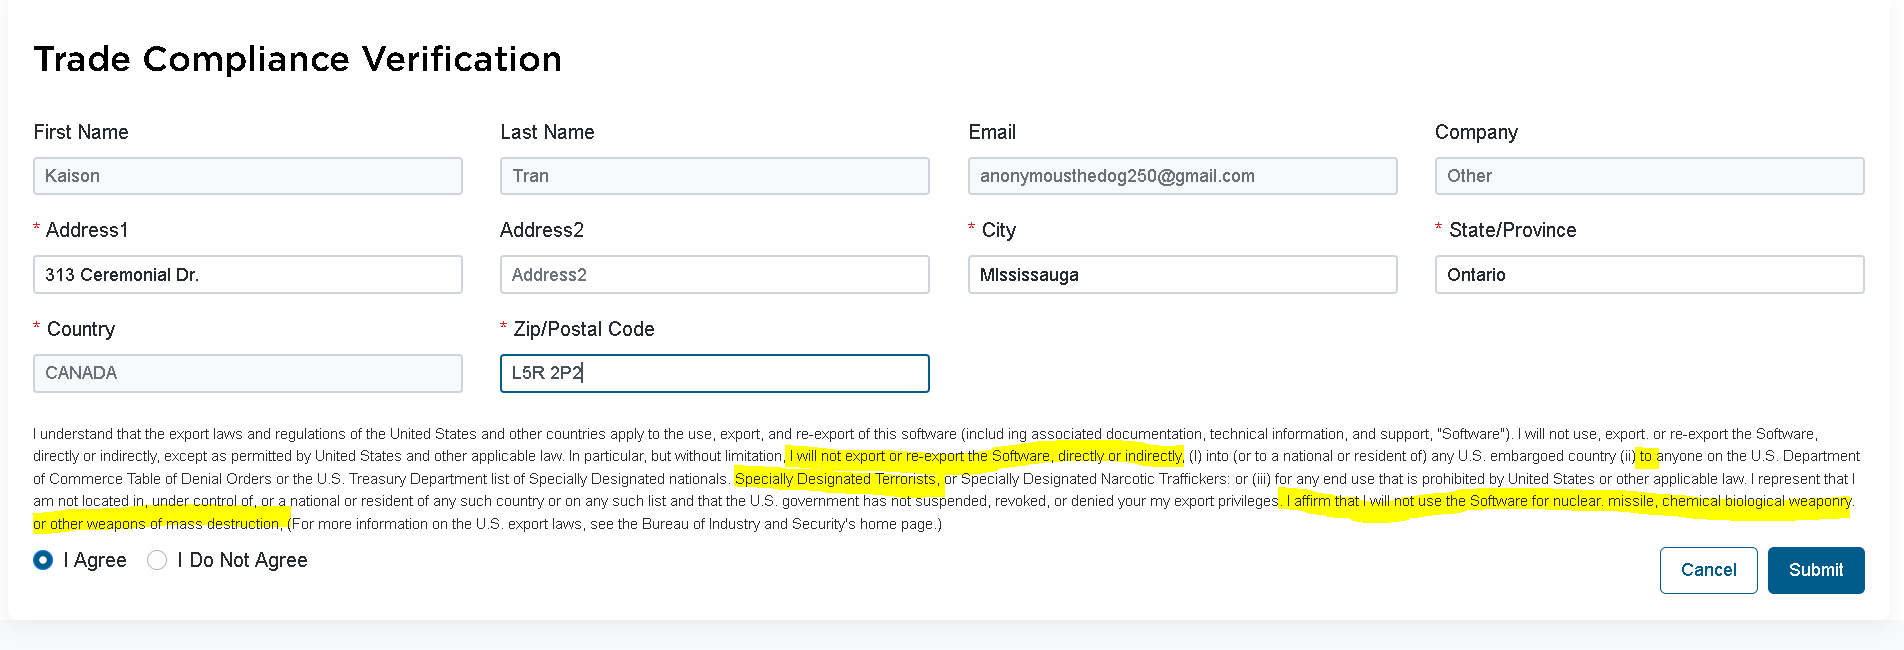 Trade Compliance Verification
First Name
Last Name
Email
Company
Kaison
Tran
anonymousthedog250@gmail.com
Other
* Address1
Address2
* City
* State/Province
313 Ceremonial Dr.
Address2
MIssissauga
Ontario
* Country
* Zip/Postal Code
CANADA
L5R 2P2
I understand that the export laws and regulations of the United States and other countries apply to the use, export, and re-export of this software (includ ing associated documentation, technical information, and support, "Software"). I will not use, export. or re-export the Software,
directly or indirectly, except as permitted by United States and other applicable law. In particular, but without limitation, I will not export or re-export the Software, directly or indirectly, (I) into (or to a national or resident of) any U.S. embargoed country (ii) to anyone on the U.S. Department
of Commerce Table of Denial Orders or the U.S. Treasury Department list of Specially Designated nationals. Specially Designated Terrorists, or Specially Designated Narcotic Traffickers: or (iii) for any end use that is prohibited by United States or other applicable law. I represent that I
am not located in, under control of, or a national or resident of any such country or on any such list and that the U.S. government has not suspended, revoked, or denied your my export privileges. I affirm that I will not use the Software for nuclear. missile, chemical biological weaponry.
or other weapons of mass destruction, (For more information on the U.S. export laws, see the Bureau of Industry and Security's home page.)
I Agree
I Do Not Agree
Cancel
Submit